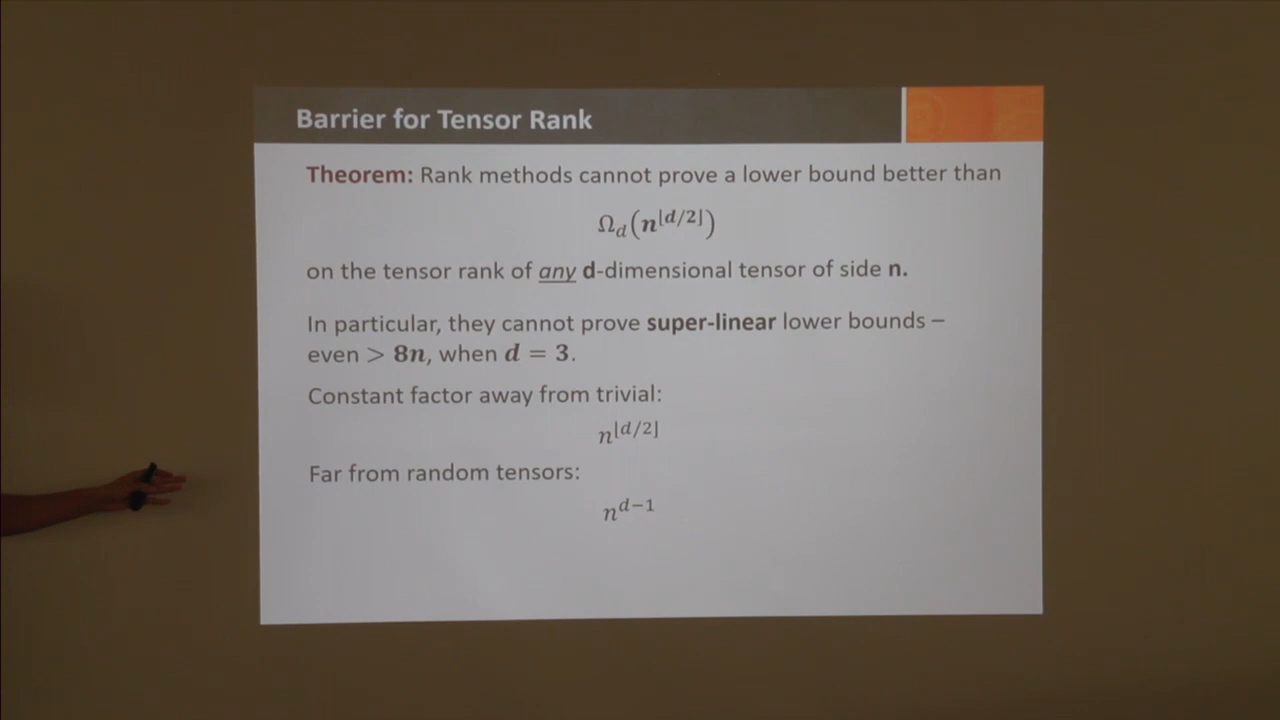 Barrier for Tensor Rank
Theorem: Rank methods cannot prove a lower bound better than
Ω_d(n^⌊d/2⌋)
on the tensor rank of any d-dimensional tensor of side n.
In particular, they cannot prove super-linear lower bounds –
even > 8n, when d = 3.
Constant factor away from trivial:
n^⌊d/2⌋
Far from random tensors:
n^{d−1}